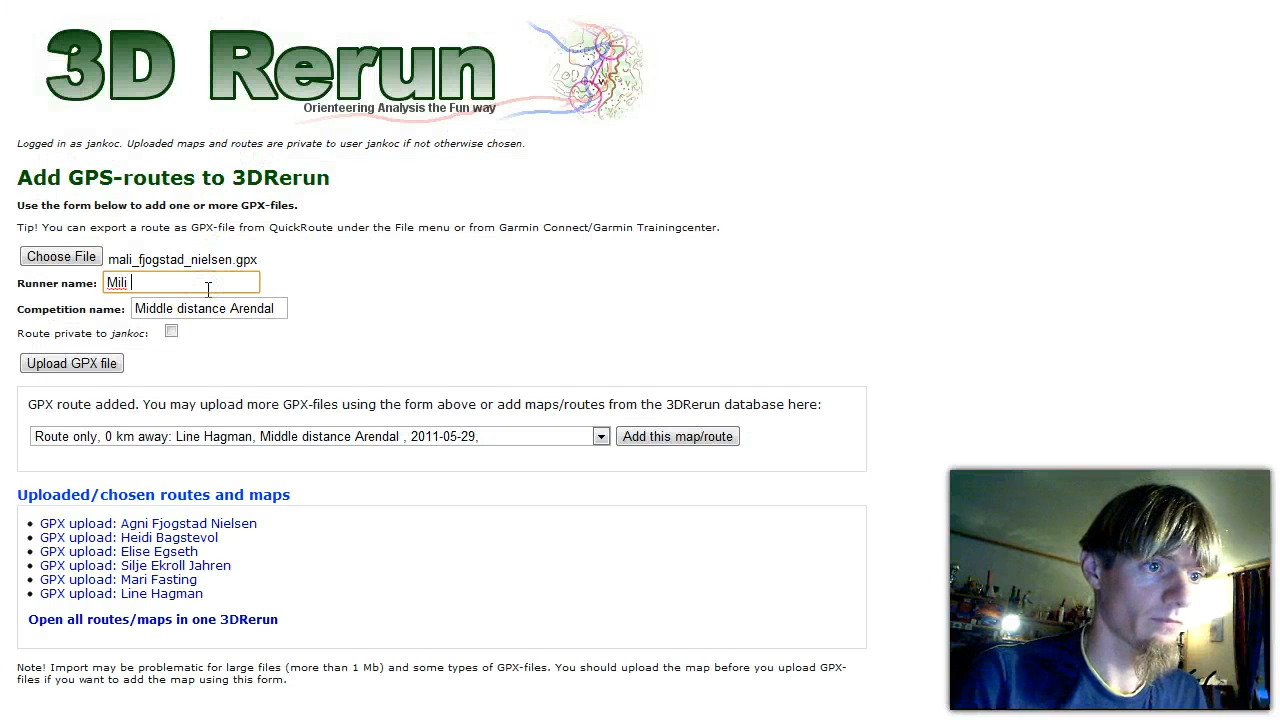 3D Rerun
Orienteering Analysis the Fun way
Logged in as jankoc. Uploaded maps and routes are private to user jankoc if not otherwise chosen.
Add GPS-routes to 3DRerun
Use the form below to add one or more GPX-files.
Tip! You can export a route as GPX-file from QuickRoute under the File menu or from Garmin Connect/Garmin Trainingcenter.
Choose File mali_fjogstad_nielsen.gpx
Runner name: Mili
Competition name: Middle distance Arendal
Route private to jankoc:
Upload GPX file
GPX route added. You may upload more GPX-files using the form above or add maps/routes from the 3DRerun database here:
Route only, 0 km away: Line Hagman, Middle distance Arendal , 2011-05-29, Add this map/route
Uploaded/chosen routes and maps
GPX upload: Agni Fjogstad Nielsen
GPX upload: Heidi Bagstevol
GPX upload: Elise Egseth
GPX upload: Silje Ekroll Jahren
GPX upload: Mari Fasting
GPX upload: Line Hagman
Open all routes/maps in one 3DRerun
Note! Import may be problematic for large files (more than 1 Mb) and some types of GPX-files. You should upload the map before you upload GPX-
files if you want to add the map using this form.